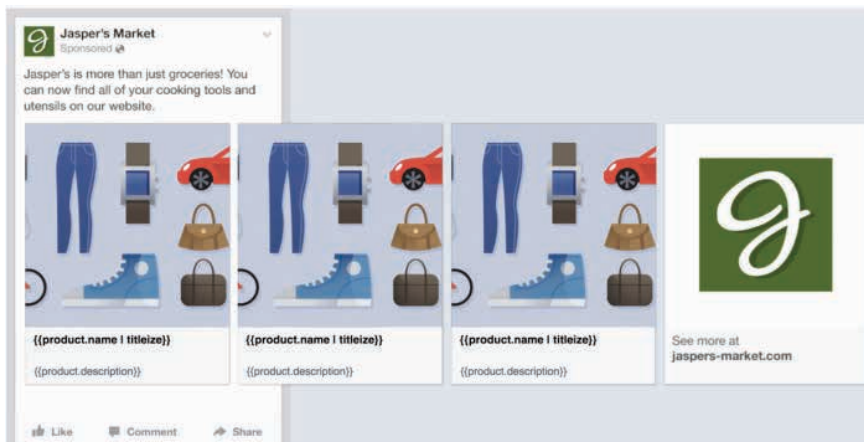 Jasper's Market
Sponsored
Jasper's is more than just groceries! You
can now find all of your cooking tools and
utensils on our website.
{{product.name | titleize}}
{{product.description}}
{{product.name | titleize}}
{{product.description}}
{{product.name | titleize}}
{{product.description}}
See more at
jaspers-market.com
Like Comment Share